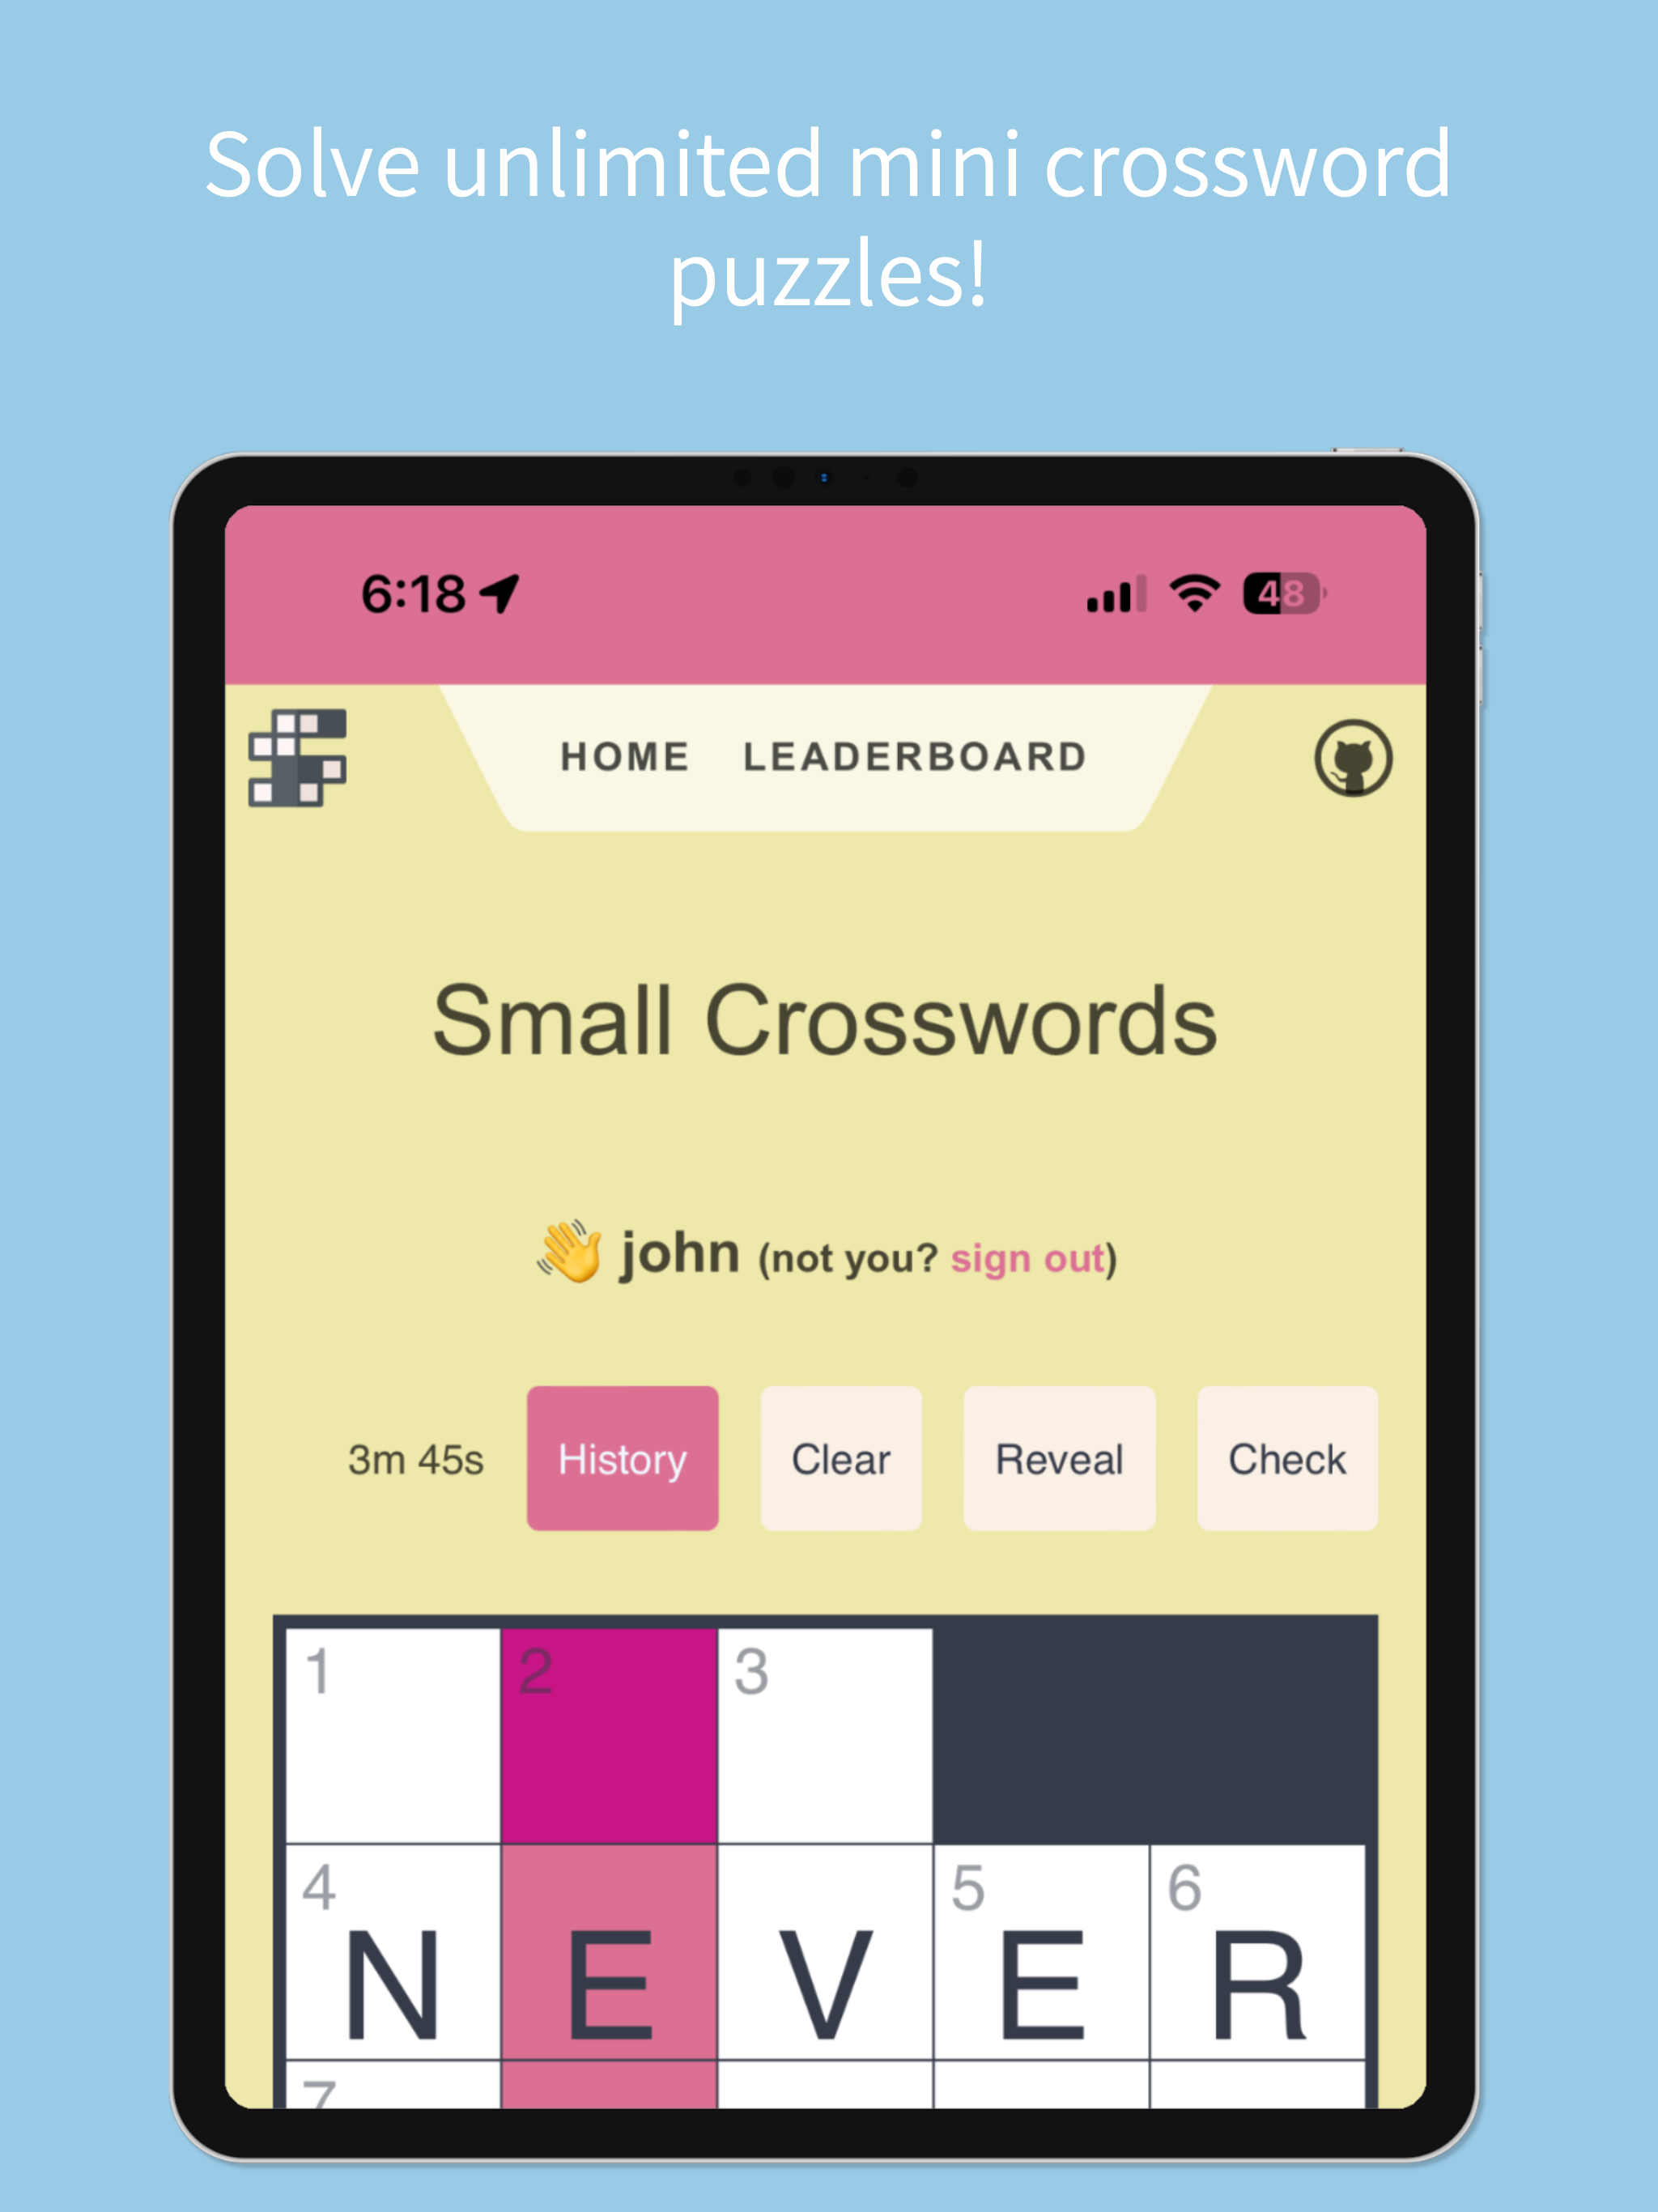 Solve unlimited mini crossword
puzzles!
6:18
48
HOME LEADERBOARD
Small Crosswords
👋 john (not you? sign out)
3m 45s History Clear Reveal Check
1 2 3
4 5 6
N E V E R
7